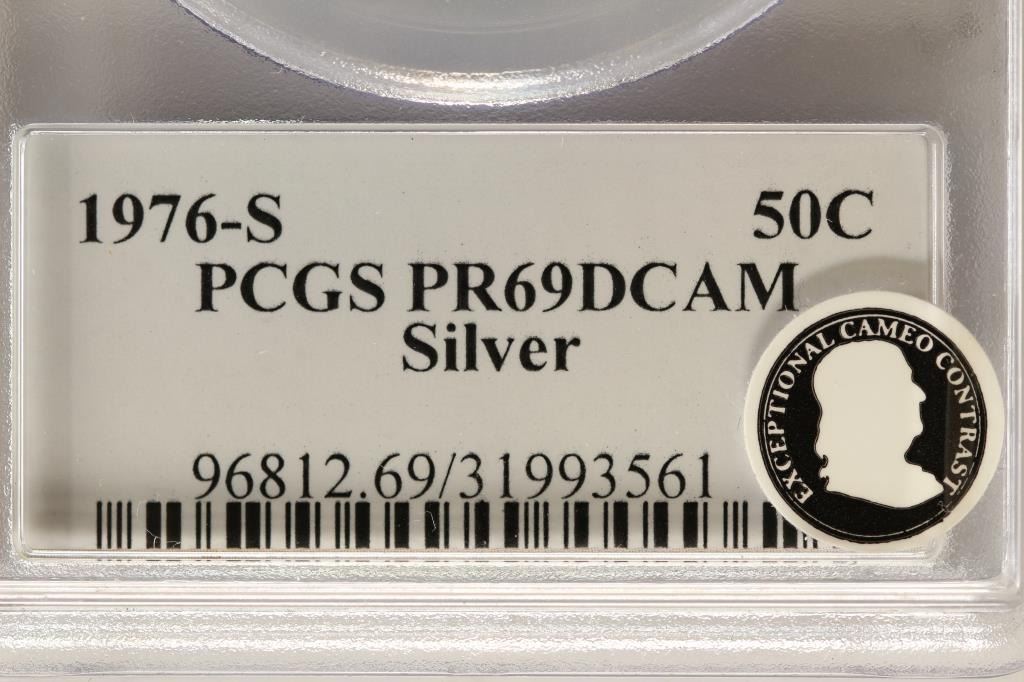 1976-S 50C
PCGS PR69DCAM
Silver
96812.69/31993561
EXCEPTIONAL CAMEO CONTRAST